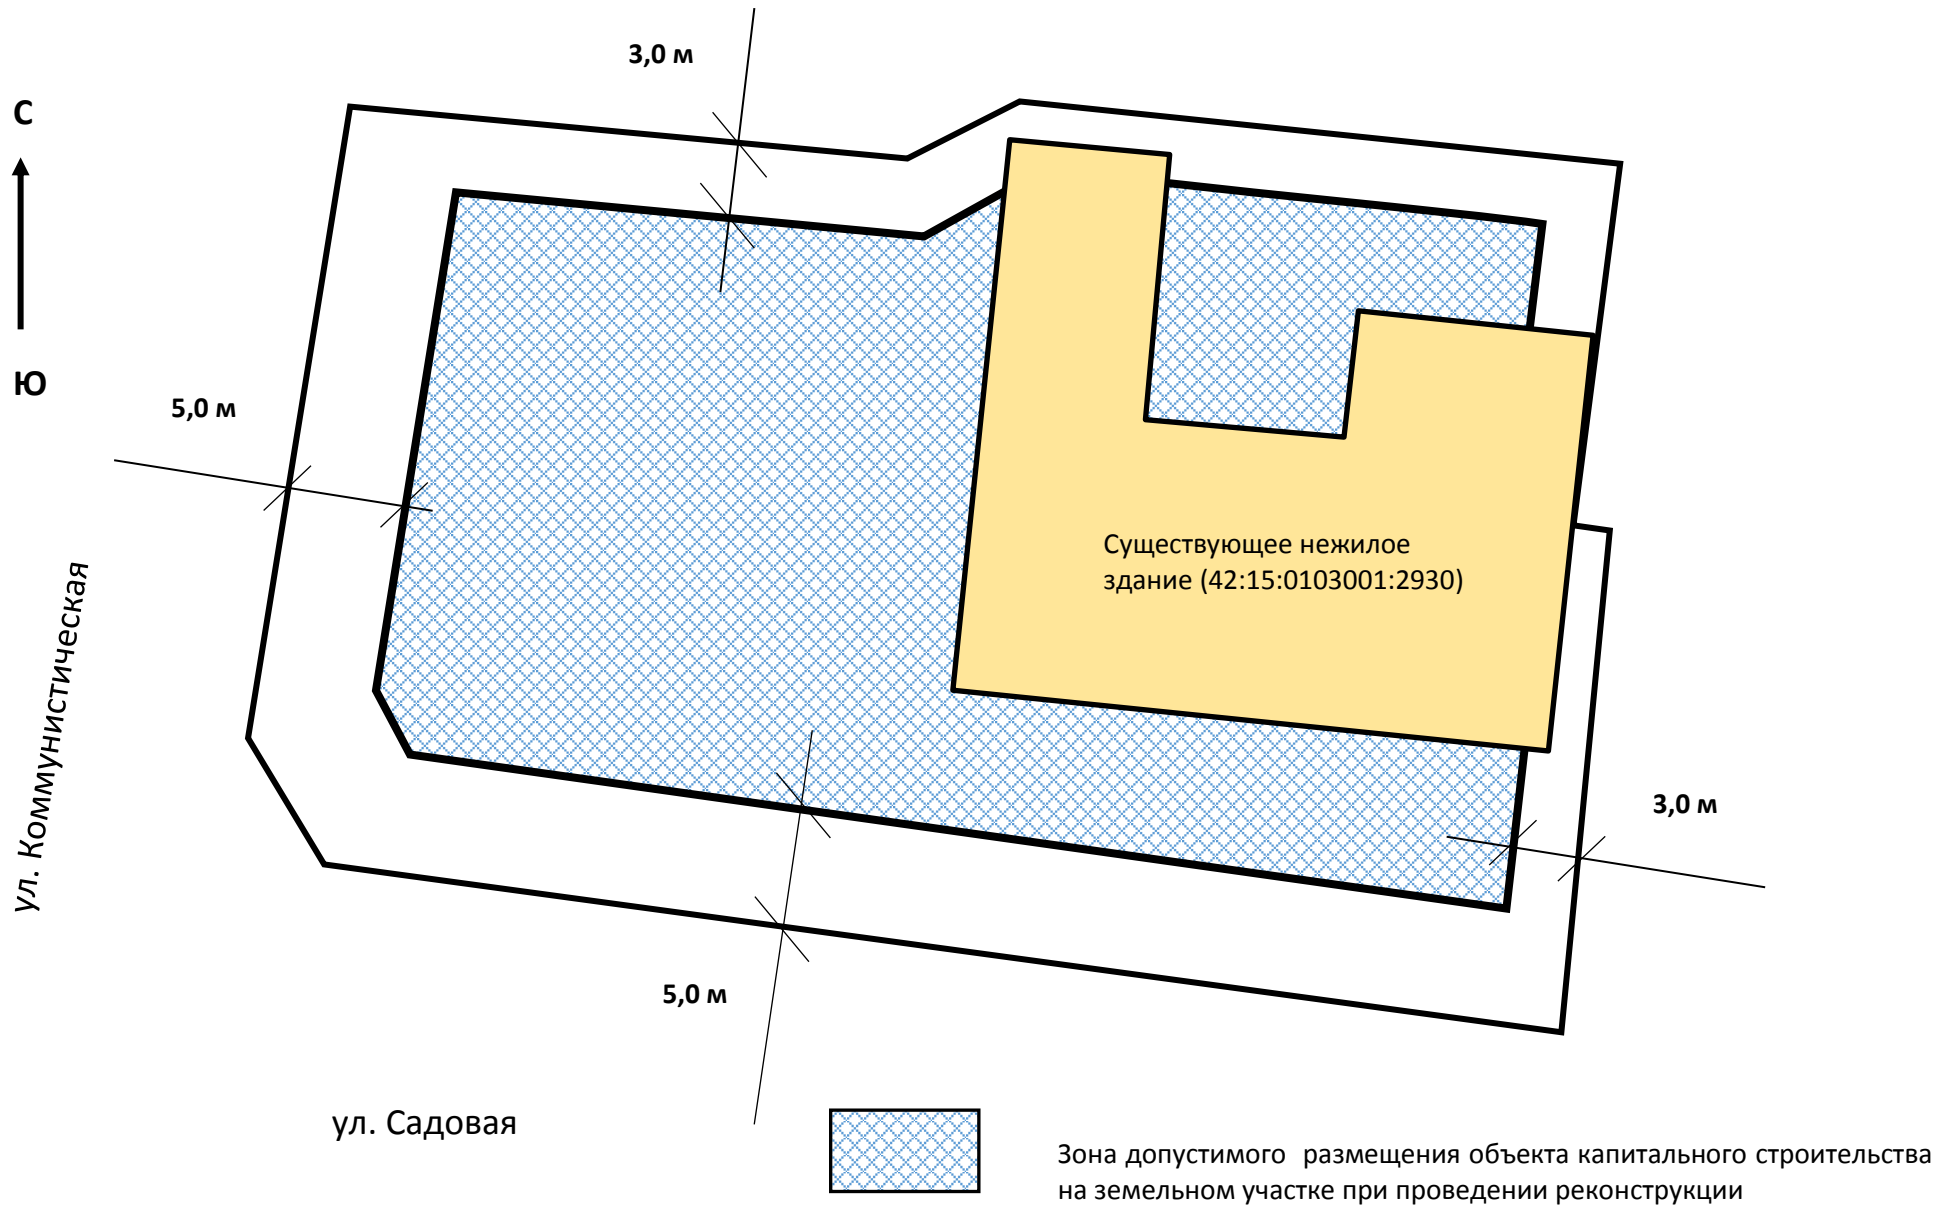 3,0 м
С
Ю
5,0 м
Существующее нежилое
здание (42:15:0103001:2930)
ул. Коммунистическая
3,0 м
5,0 м
ул. Садовая
Зона допустимого размещения объекта капитального строительства
на земельном участке при проведении реконструкции